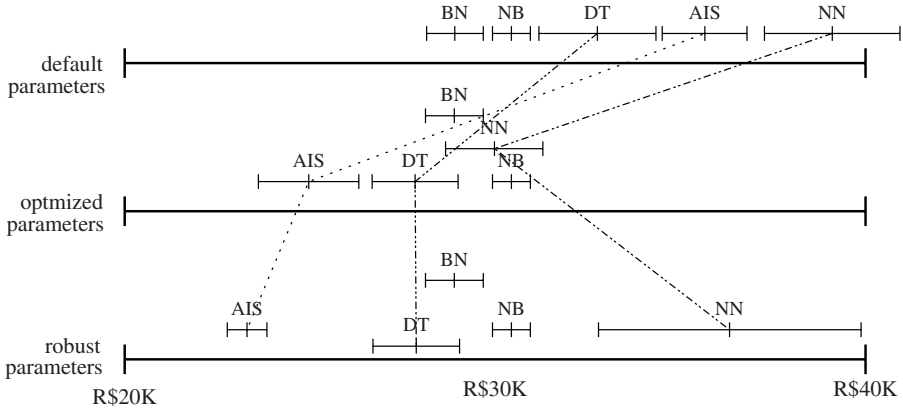 BN NB DT AIS NN
default
parameters
BN
NN
AIS DT NB
optmized
parameters
BN
AIS NB NN
DT
robust
parameters
R$20K R$30K R$40K